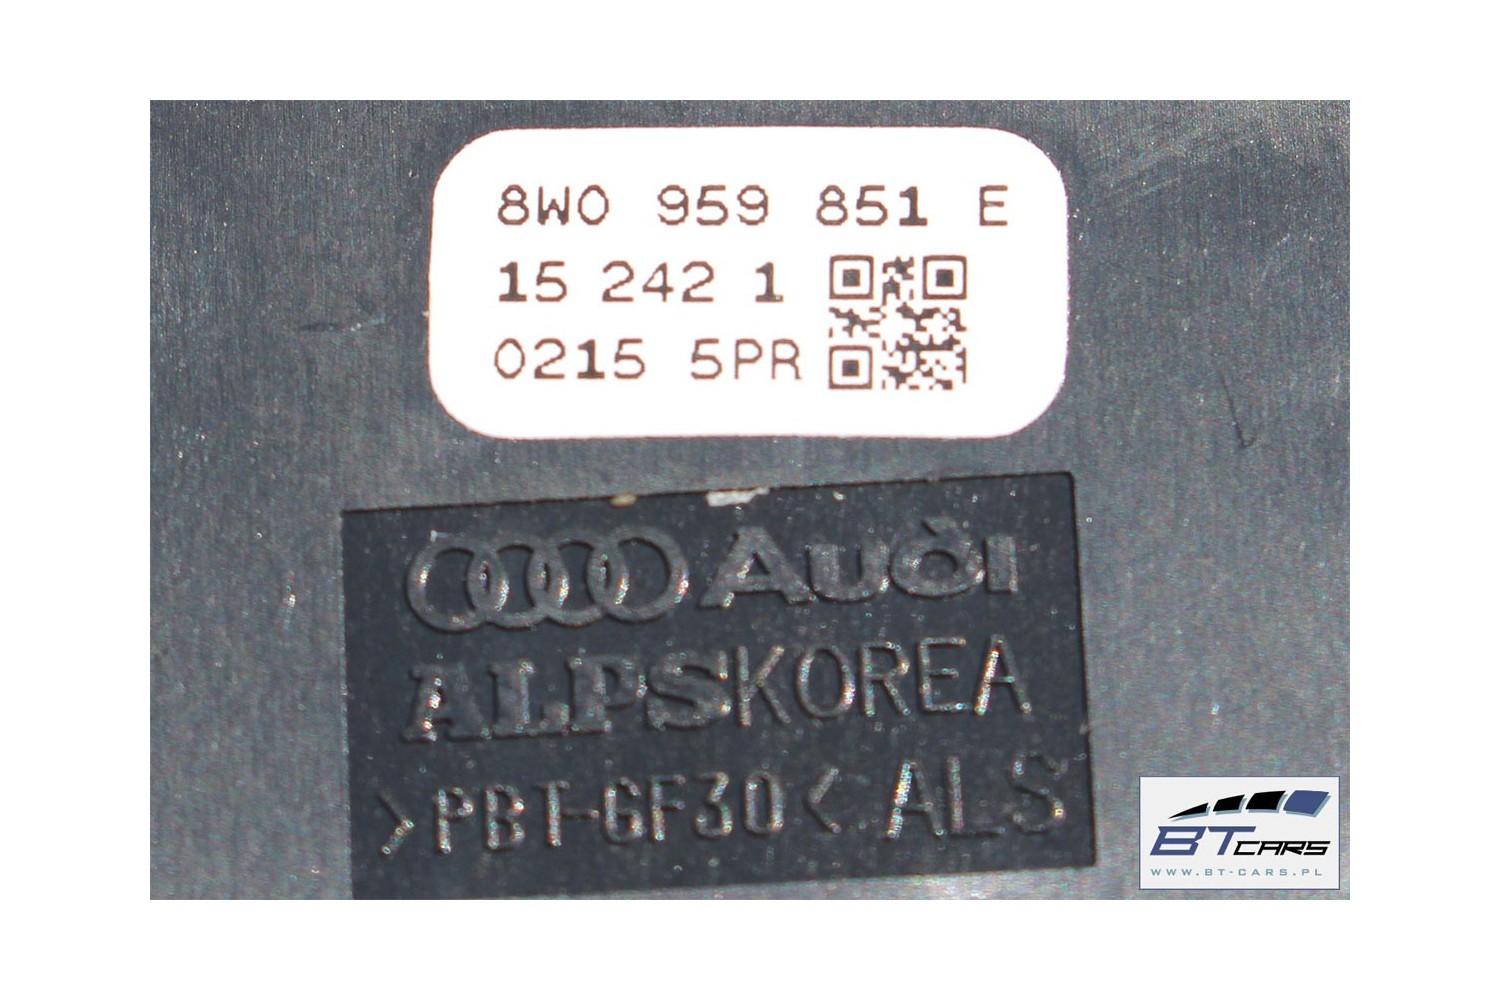 8W0 959 851 E
15 242 1
0215 5PR
Audi
ALPSKOREA
>PBT-GF30< ALS
BTCARS
WWW.BT-CARS.PL